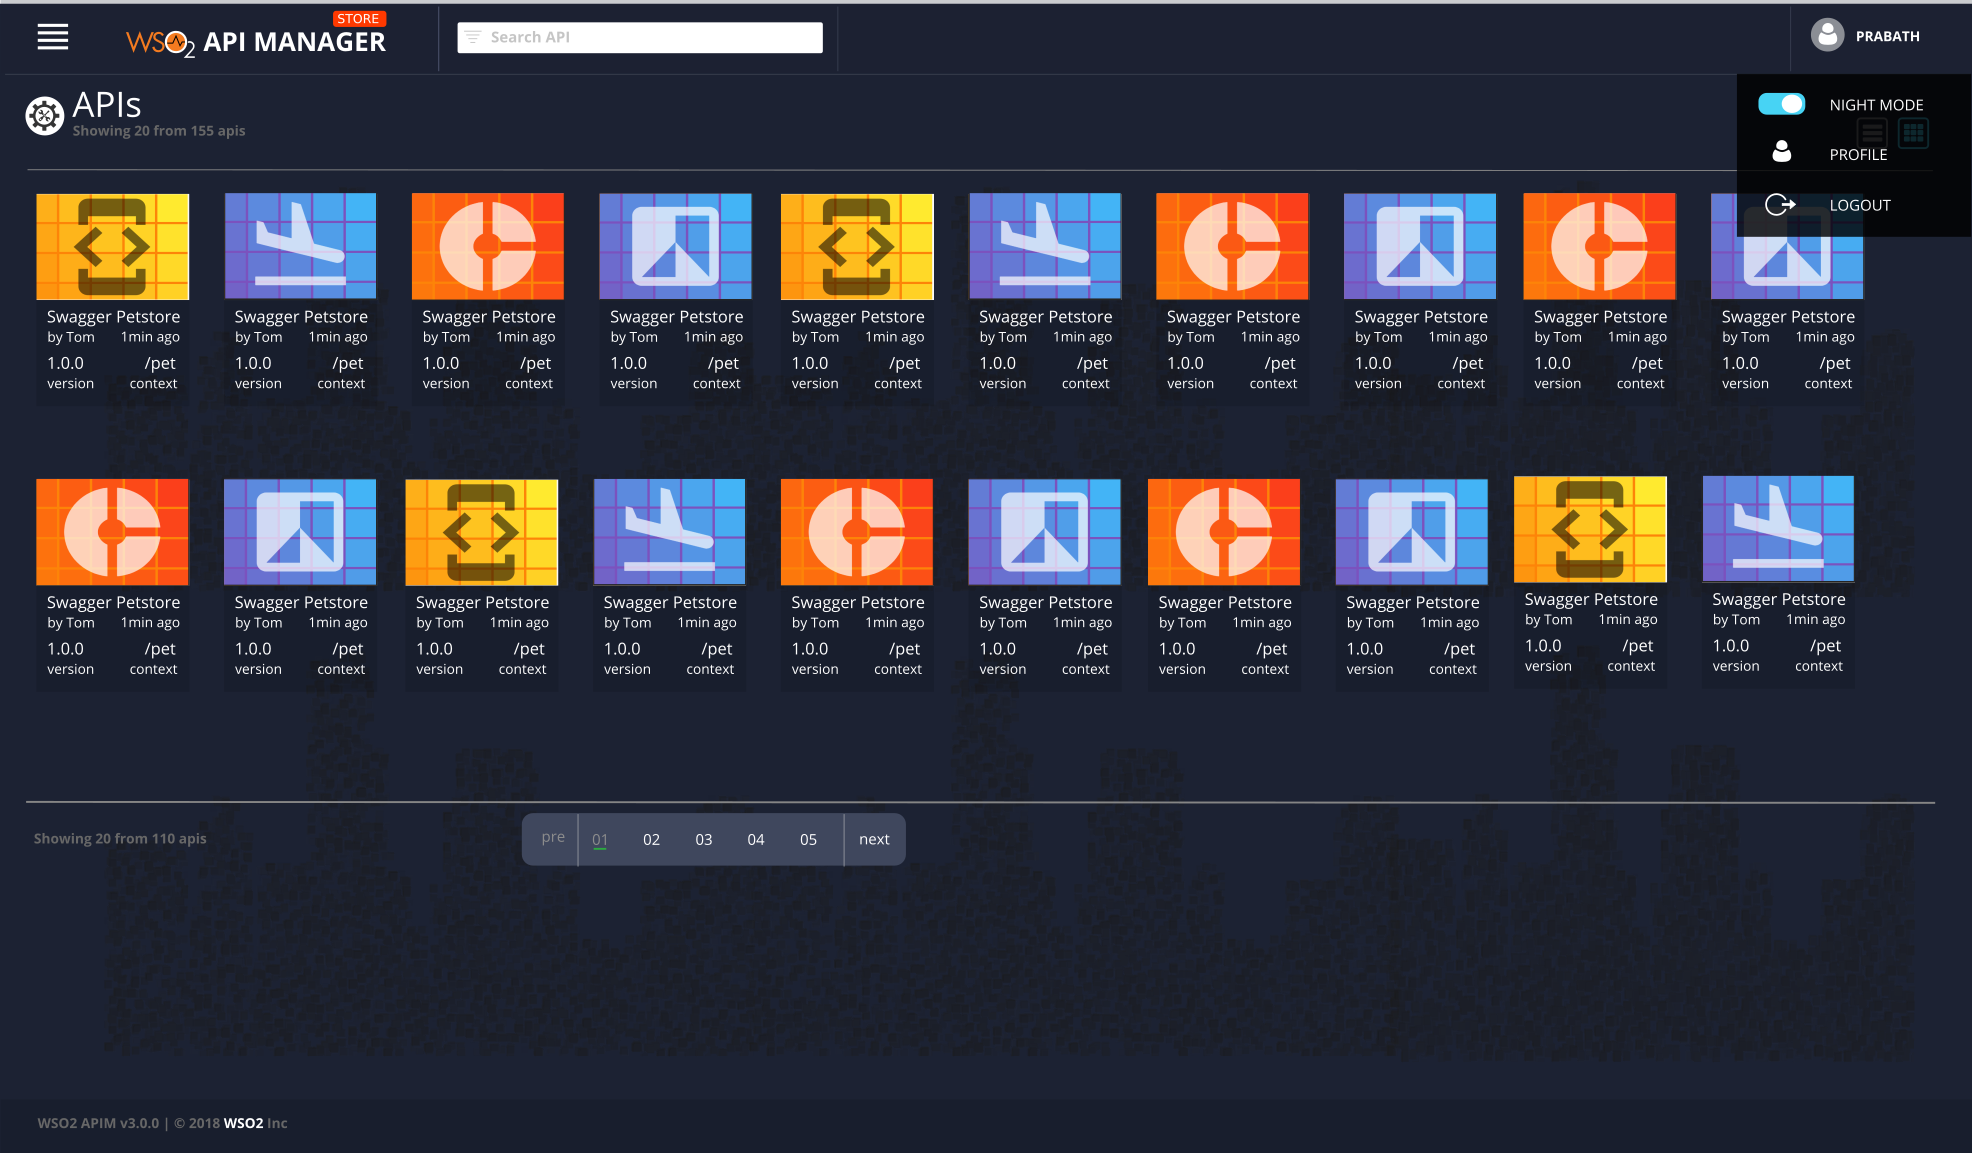 STORE
WSO2 API MANAGER
Search API
PRABATH
APIs
Showing 20 from 155 apis
NIGHT MODE
PROFILE
LOGOUT
Swagger Petstore Swagger Petstore Swagger Petstore Swagger Petstore Swagger Petstore Swagger Petstore Swagger Petstore Swagger Petstore Swagger Petstore Swagger Petstore
by Tom 1min ago by Tom 1min ago by Tom 1min ago by Tom 1min ago by Tom 1min ago by Tom 1min ago by Tom 1min ago by Tom 1min ago by Tom 1min ago by Tom 1min ago
1.0.0 /pet 1.0.0 /pet 1.0.0 /pet 1.0.0 /pet 1.0.0 /pet 1.0.0 /pet 1.0.0 /pet 1.0.0 /pet 1.0.0 /pet 1.0.0 /pet
version context version context version context version context version context version context version context version context version context version context
Swagger Petstore Swagger Petstore Swagger Petstore Swagger Petstore Swagger Petstore Swagger Petstore Swagger Petstore Swagger Petstore Swagger Petstore Swagger Petstore
by Tom 1min ago by Tom 1min ago by Tom 1min ago by Tom 1min ago by Tom 1min ago by Tom 1min ago by Tom 1min ago by Tom 1min ago by Tom 1min ago by Tom 1min ago
1.0.0 /pet 1.0.0 /pet 1.0.0 /pet 1.0.0 /pet 1.0.0 /pet 1.0.0 /pet 1.0.0 /pet 1.0.0 /pet 1.0.0 /pet 1.0.0 /pet
version context version context version context version context version context version context version context version context version context version context
Showing 20 from 110 apis
pre 01 02 03 04 05 next
WSO2 APIM v3.0.0 | © 2018 WSO2 Inc